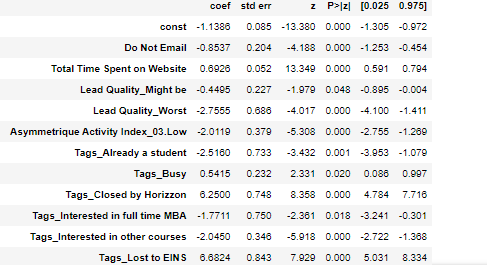 coef std err z P>|z| [0.025 0.975]
const -1.1386 0.085 -13.380 0.000 -1.305 -0.972
Do Not Email -0.8537 0.204 -4.188 0.000 -1.253 -0.454
Total Time Spent on Website 0.6926 0.052 13.349 0.000 0.591 0.794
Lead Quality_Might be -0.4495 0.227 -1.979 0.048 -0.895 -0.004
Lead Quality_Worst -2.7555 0.686 -4.017 0.000 -4.100 -1.411
Asymmetrique Activity Index_03.Low -2.0119 0.379 -5.308 0.000 -2.755 -1.269
Tags_Already a student -2.5160 0.733 -3.432 0.001 -3.953 -1.079
Tags_Busy 0.5415 0.232 2.331 0.020 0.086 0.997
Tags_Closed by Horizzon 6.2500 0.748 8.358 0.000 4.784 7.716
Tags_Interested in full time MBA -1.7711 0.750 -2.361 0.018 -3.241 -0.301
Tags_Interested in other courses -2.0450 0.346 -5.918 0.000 -2.722 -1.368
Tags_Lost to EINS 6.6824 0.843 7.929 0.000 5.031 8.334